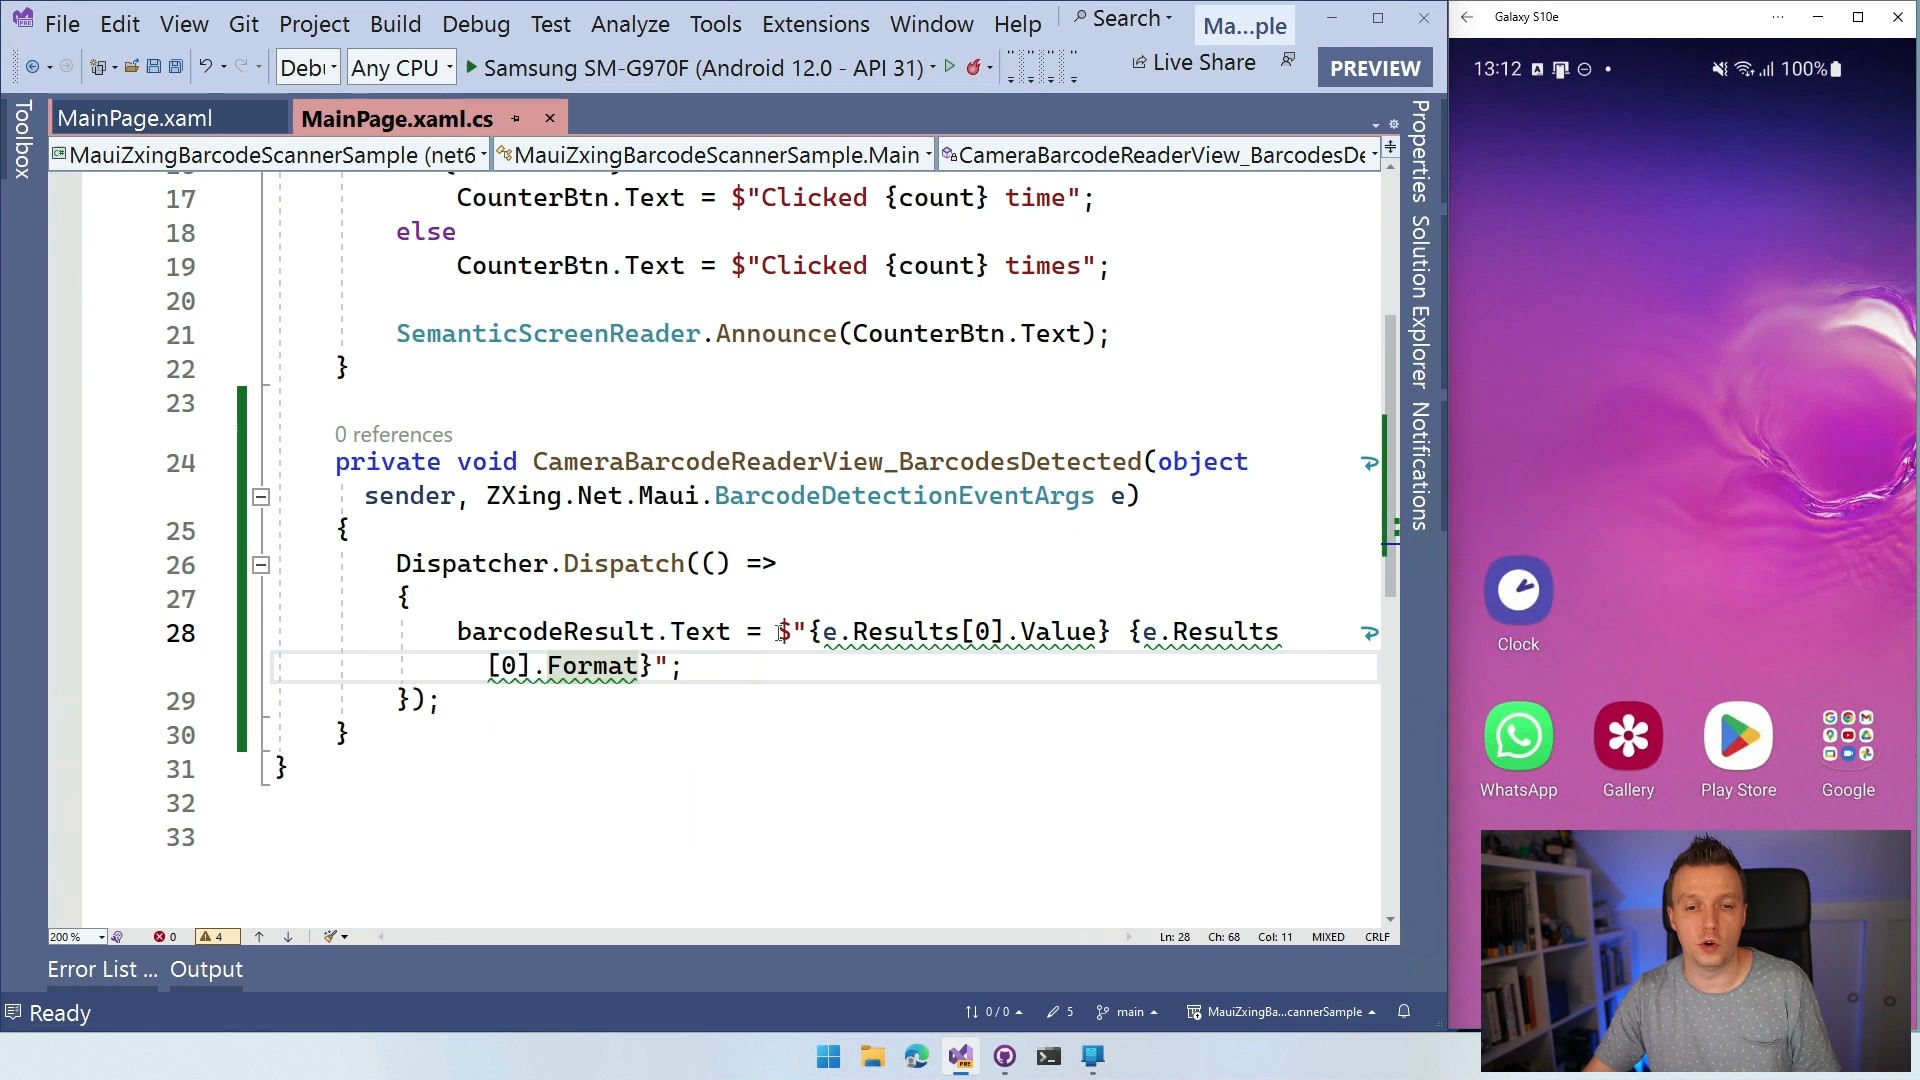 File Edit View Git Project Build Debug Test Analyze Tools Extensions Window Help Search Ma...ple
Debu Any CPU Samsung SM-G970F (Android 12.0 - API 31) Live Share PREVIEW
Toolbox
MainPage.xaml MainPage.xaml.cs
MauiZxingBarcodeScannerSample (net6 MauiZxingBarcodeScannerSample.Main CameraBarcodeReaderView_BarcodesDe
17 CounterBtn.Text = $"Clicked {count} time";
18 else
19 CounterBtn.Text = $"Clicked {count} times";
20
21 SemanticScreenReader.Announce(CounterBtn.Text);
22 }
23
0 references
24 private void CameraBarcodeReaderView_BarcodesDetected(object
sender, ZXing.Net.Maui.BarcodeDetectionEventArgs e)
25 {
26 Dispatcher.Dispatch(() =>
27 {
28 barcodeResult.Text = $"{e.Results[0].Value} {e.Results
[0].Format}";
29 });
30 }
31 }
32
33
200 % 0 4 Ln: 28 Ch: 68 Col: 11 MIXED CRLF
Error List ... Output
Ready 0 / 0 5 main MauiZxingBa...cannerSample
Properties
Solution Explorer
Notifications
Galaxy S10e
13:12 100%
Clock
WhatsApp Gallery Play Store Google